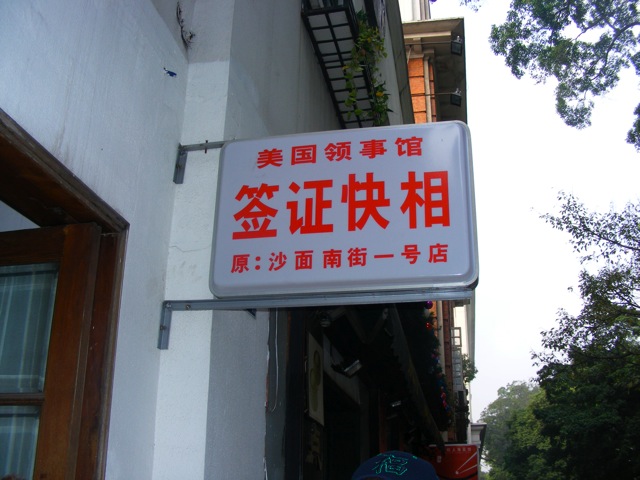 美国领事馆
签证快相
原：沙面南街一号店